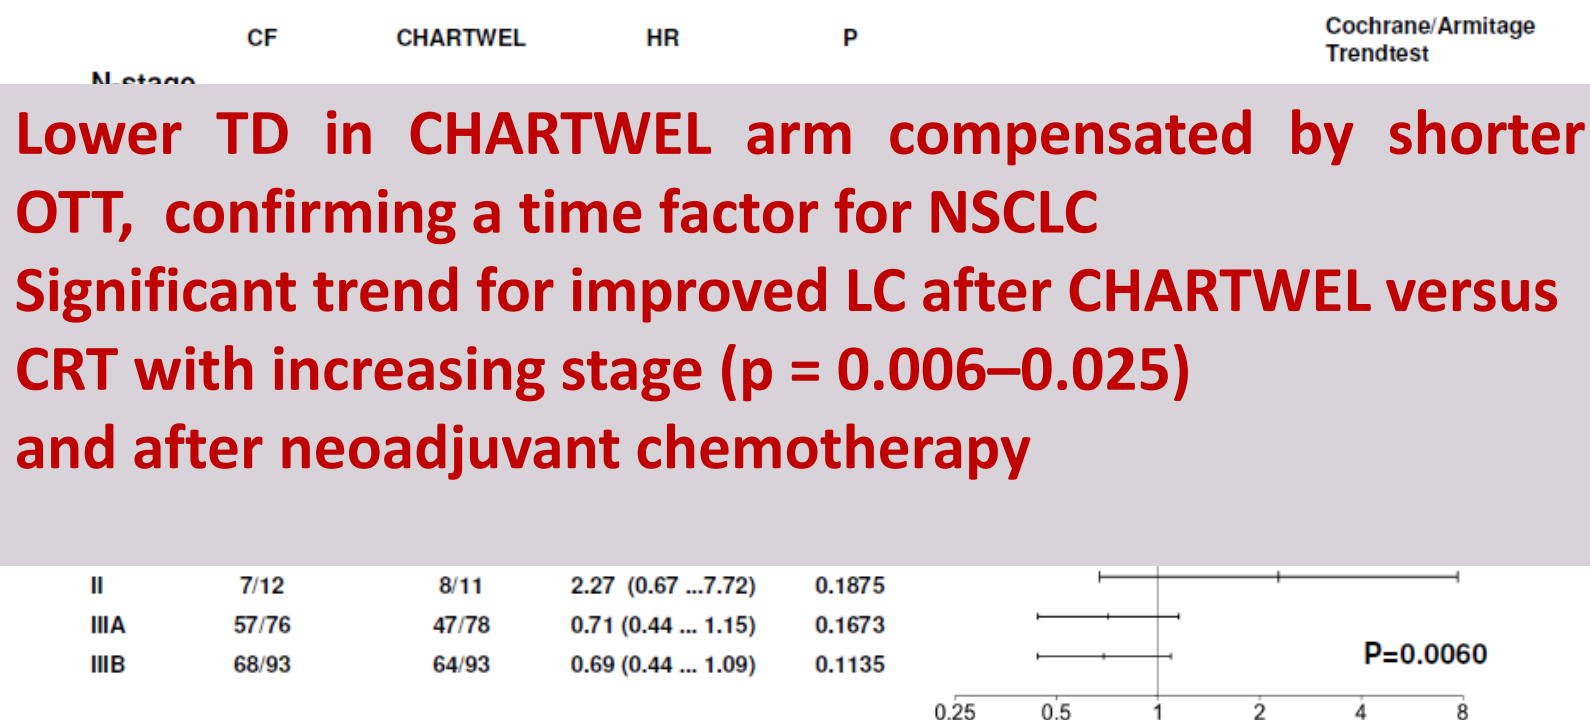 CF CHARTWEL HR P Cochrane/Armitage
Trendtest
N-stage
Lower TD in CHARTWEL arm compensated by shorter
OTT, confirming a time factor for NSCLC
Significant trend for improved LC after CHARTWEL versus
CRT with increasing stage (p = 0.006–0.025)
and after neoadjuvant chemotherapy
II 7/12 8/11 2.27 (0.67 ...7.72) 0.1875
IIIA 57/76 47/78 0.71 (0.44 ... 1.15) 0.1673
IIIB 68/93 64/93 0.69 (0.44 ... 1.09) 0.1135
P=0.0060
0.25 0.5 1 2 4 8